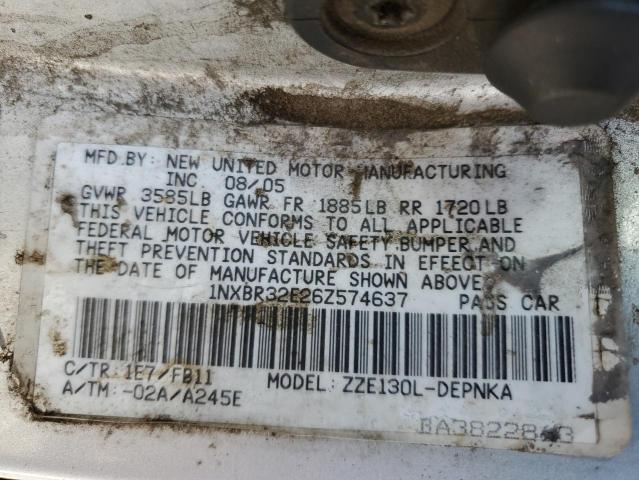 MFD.BY: NEW UNITED MOTOR MANUFACTURING
INC. 08/05
GVWR 3585LB GAWR FR 1885LB RR 1720LB
THIS VEHICLE CONFORMS TO ALL APPLICABLE
FEDERAL MOTOR VEHICLE SAFETY BUMPER AND
THEFT PREVENTION STANDARDS IN EFFECT ON
THE DATE OF MANUFACTURE SHOWN ABOVE.
1NXBR32E26Z574637 PASS CAR
C/TR: 1E7/FB11 MODEL: ZZE130L-DEPNKA
A/TM: -02A/A245E